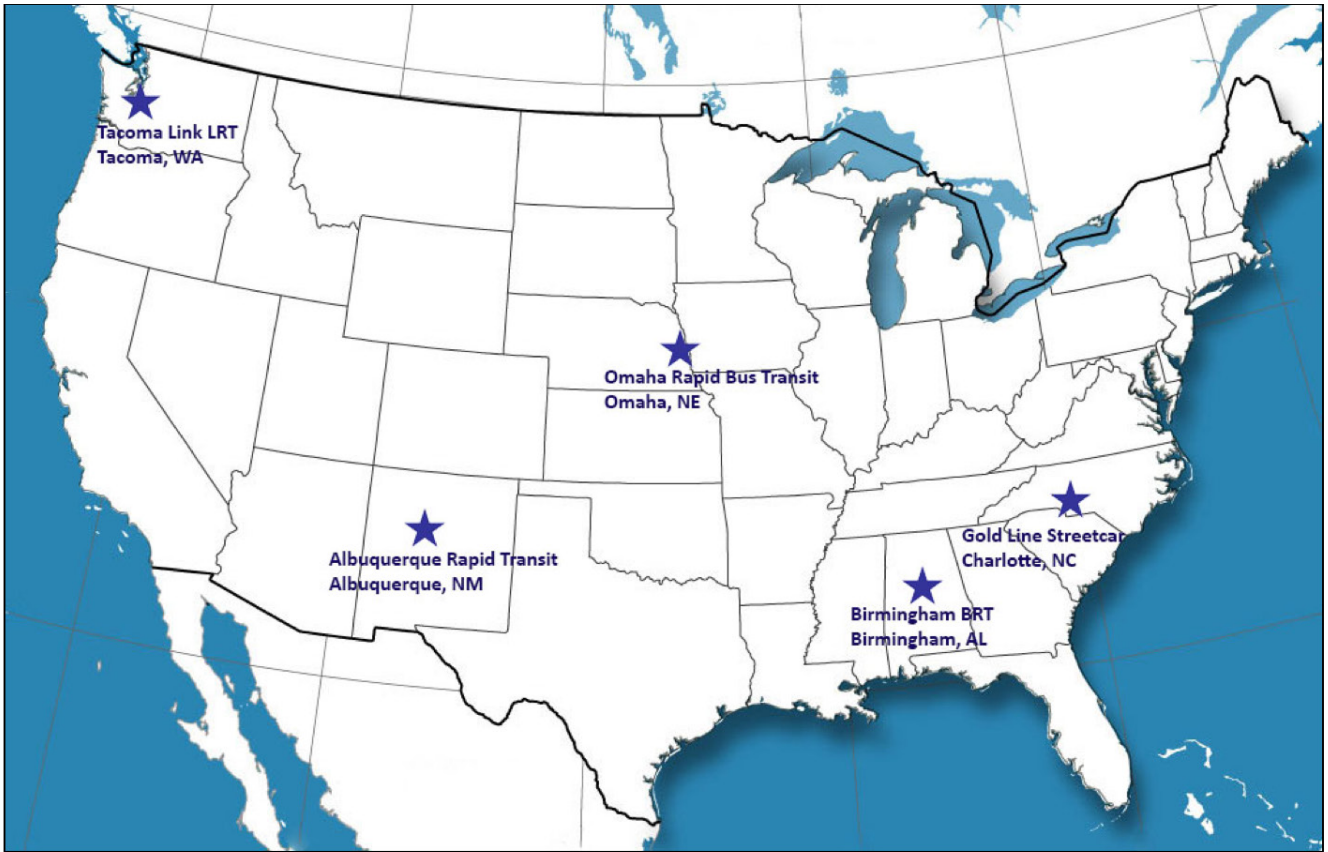 Tacoma Link LRT
Tacoma, WA
Omaha Rapid Bus Transit
Omaha, NE
Albuquerque Rapid Transit
Albuquerque, NM
Gold Line Streetcar
Charlotte, NC
Birmingham BRT
Birmingham, AL